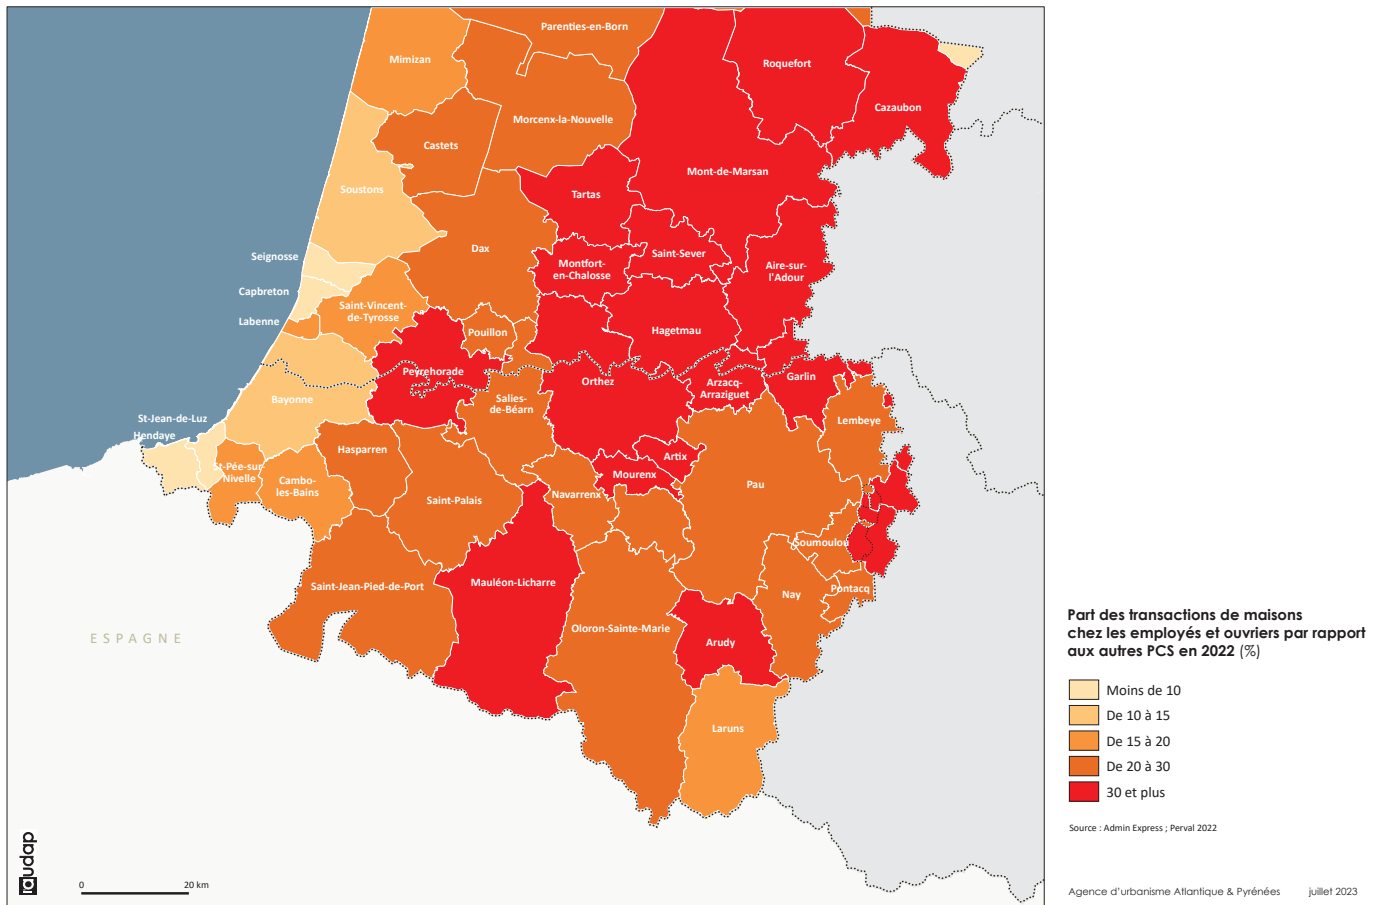 Parenties-en-Born
Mimizan
Roquefort
Cazaubon
Morcenx-la-Nouvelle
Castets
Mont-de-Marsan
Soustons
Tartas
Dax
Saint-Sever
Seignosse
Montfort-
en-Chalosse
Aire-sur-
l'Adour
Capbreton
Saint-Vincent-
de-Tyrosse
Labenne
Pouillon
Hagetmau
Peyrehorade
Orthez
Arzacq-
Arraziguet
Garlin
Bayonne
Salies-
de-Béarn
St-Jean-de-Luz
Lembeye
Hendaye
Hasparren
Artix
St-Pée-sur-
Nivelle
Cambo-
les-Bains
Mourenx
Pau
Saint-Palais
Navarrenx
Soumoulou
Saint-Jean-Pied-de-Port
Mauléon-Licharre
Nay
Pontacq
Oloron-Sainte-Marie
Arudy
ESPAGNE
Laruns
audap
0 20 km
Part des transactions de maisons
chez les employés et ouvriers par rapport
aux autres PCS en 2022 (%)
Moins de 10
De 10 à 15
De 15 à 20
De 20 à 30
30 et plus
Source : Admin Express ; Perval 2022
Agence d'urbanisme Atlantique & Pyrénées juillet 2023